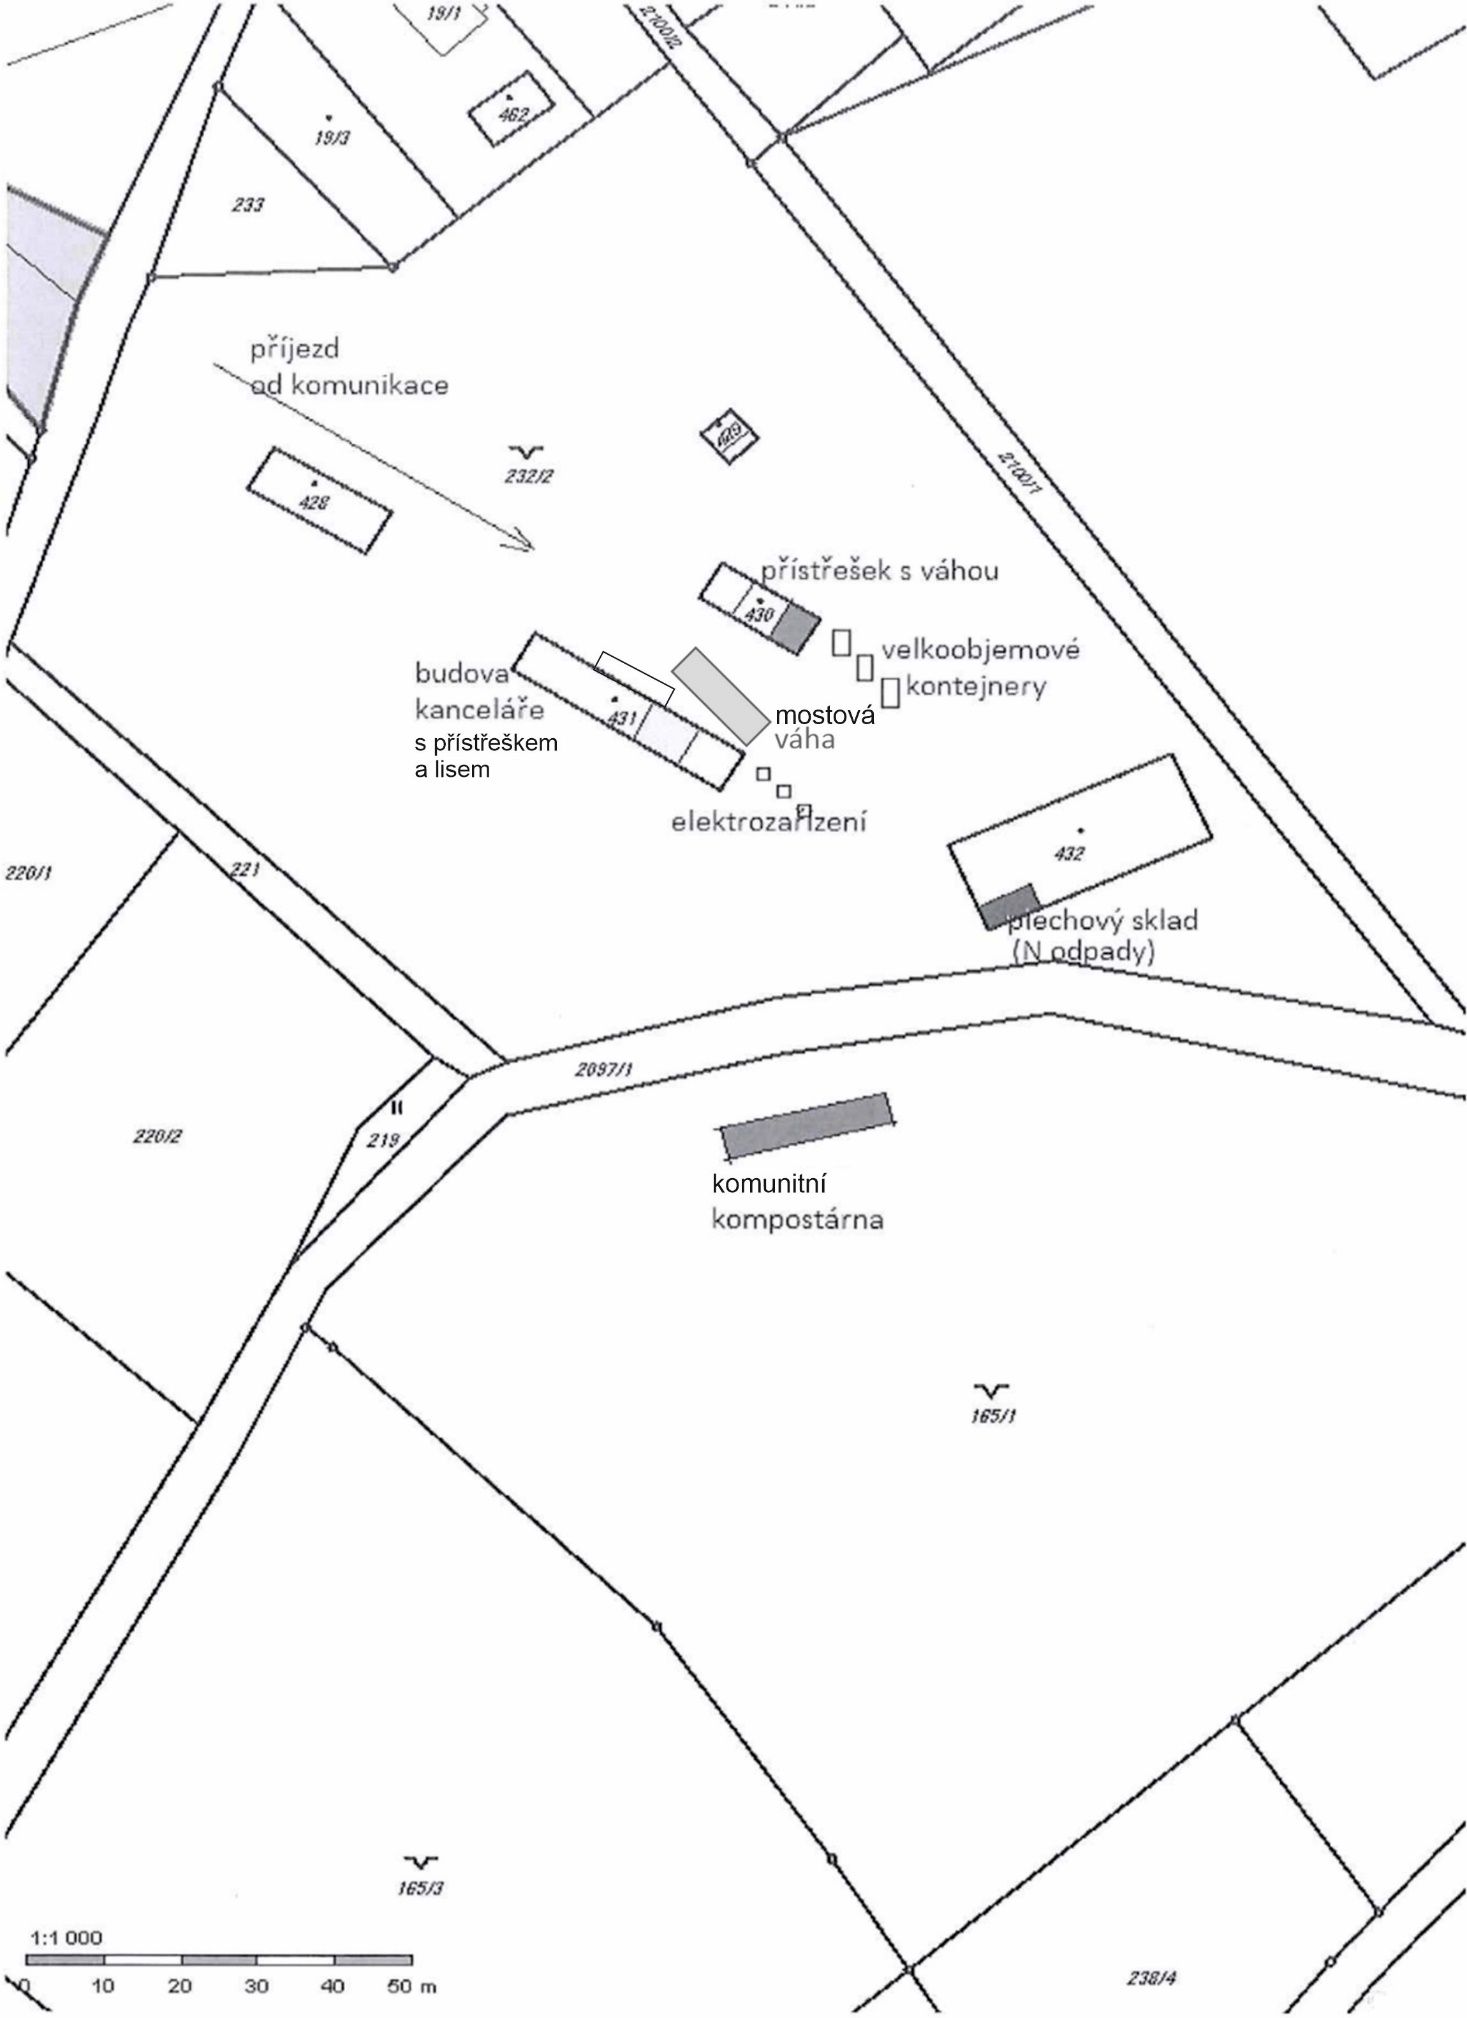 19/1
2100/2
462
19/3
233
příjezd
od komunikace
429
232/2
2100/1
428
přístřešek s váhou
430
velkoobjemové
kontejnery
budova
kanceláře
s přístřeškem
a lisem
431
mostová
váha
elektrozařízení
432
220/1
221
plechový sklad
(N odpady)
2097/1
219
220/2
komunitní
kompostárna
165/1
165/3
1:1 000
0 10 20 30 40 50 m
238/4